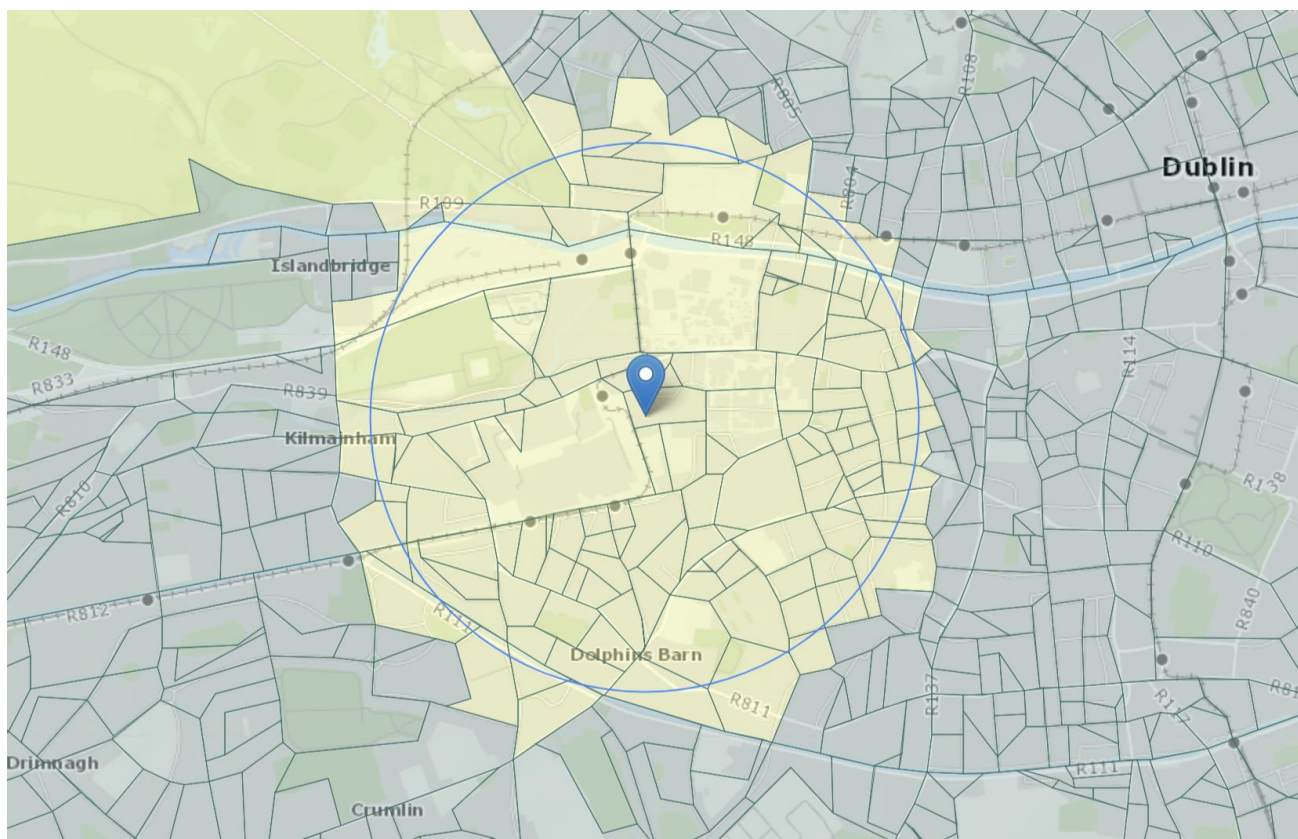 R108
R805
Dublin
R804
R109
R148
Islandbridge
R148
R114
R833
R839
Kilmainham
R138
R810
R110
R812
R111
R840
Dolphins Barn
R137
R811
R117
Drimnagh
R111
Crumlin